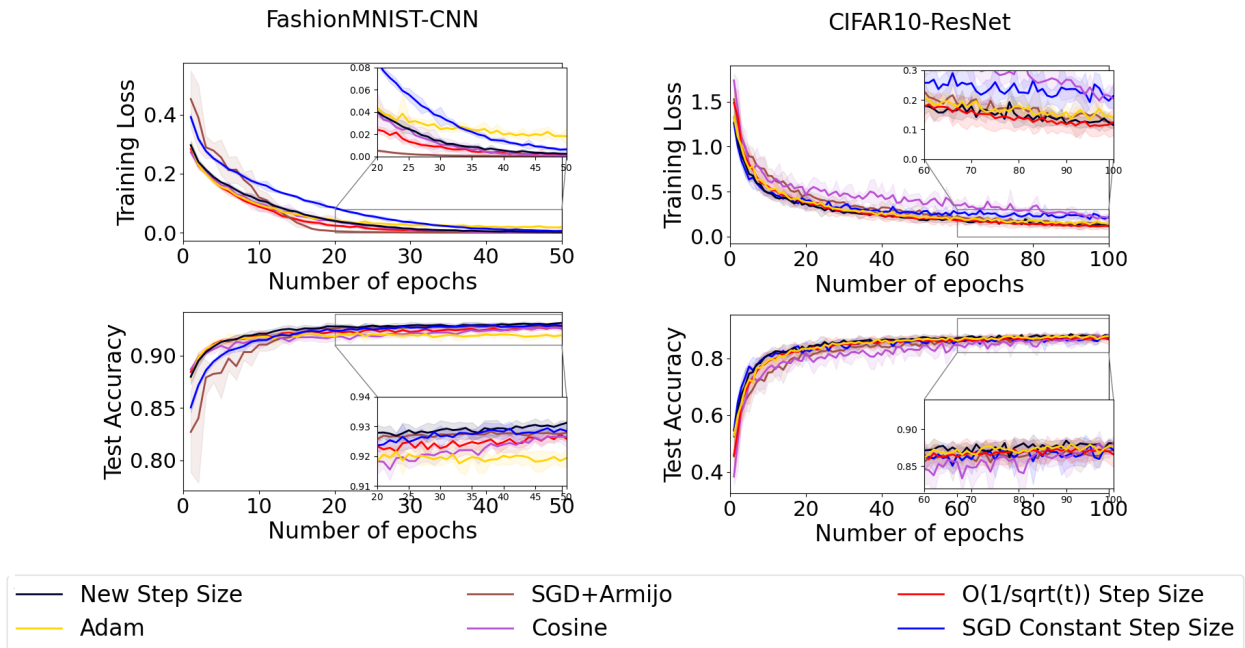 FashionMNIST-CNN
CIFAR10-ResNet
Training Loss
0.4
0.2
0.0
0 10 20 30 40 50
Number of epochs
0.08
0.06
0.04
0.02
0.00
20 25 30 35 40 45 50
Training Loss
1.5
1.0
0.5
0.0
0 20 40 60 80 100
Number of epochs
0.3
0.2
0.1
0.0
60 70 80 90 100
Test Accuracy
0.90
0.85
0.80
0 10 20 30 40 50
Number of epochs
0.94
0.93
0.92
0.91
20 25 30 35 40 45 50
Test Accuracy
0.8
0.6
0.4
0 20 40 60 80 100
Number of epochs
0.90
0.85
60 70 80 90 100
New Step Size
SGD+Armijo
O(1/sqrt(t)) Step Size
Adam
Cosine
SGD Constant Step Size